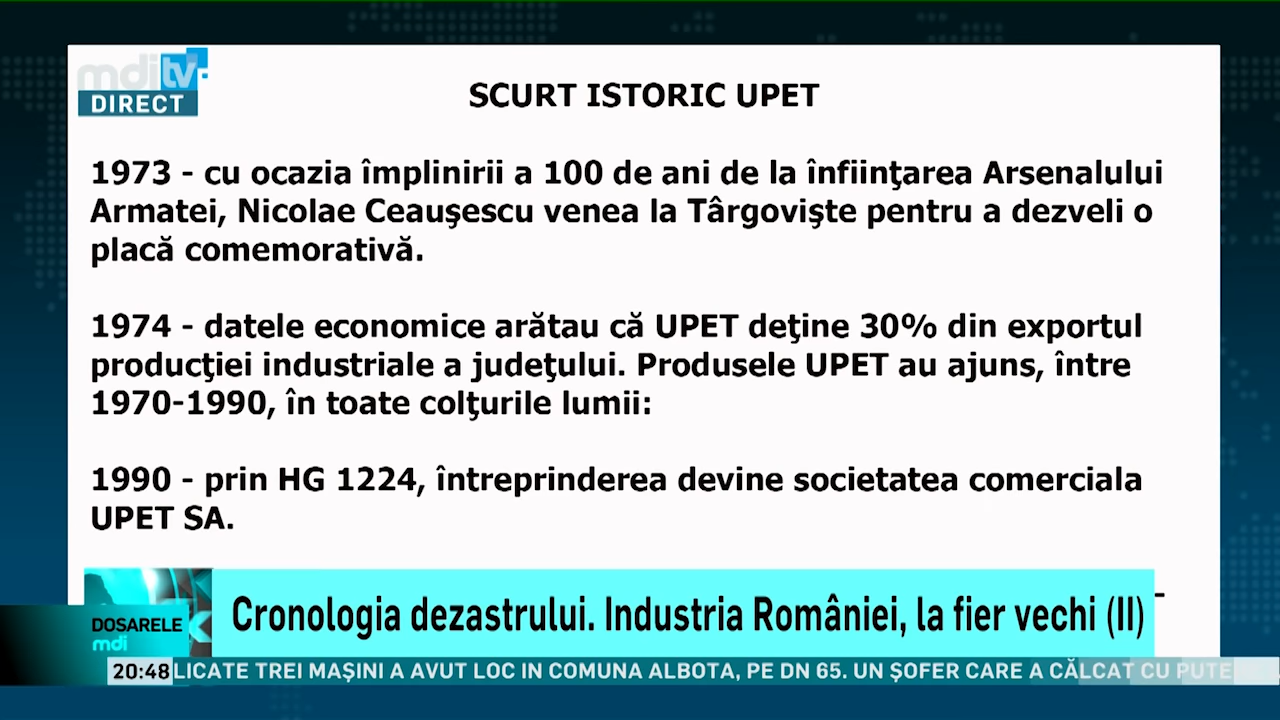 mditv
DIRECT
SCURT ISTORIC UPET
1973 - cu ocazia împlinirii a 100 de ani de la înfiinţarea Arsenalului
Armatei, Nicolae Ceauşescu venea la Târgovişte pentru a dezveli o
placă comemorativă.
1974 - datele economice arătau că UPET deţine 30% din exportul
producţiei industriale a judeţului. Produsele UPET au ajuns, între
1970-1990, în toate colţurile lumii:
1990 - prin HG 1224, întreprinderea devine societatea comerciala
UPET SA.
Cronologia dezastrului. Industria României, la fier vechi (II)
DOSARELE
mdi
20:48 LICATE TREI MAŞINI A AVUT LOC IN COMUNA ALBOTA, PE DN 65. UN ŞOFER CARE A CĂLCAT CU PUTE